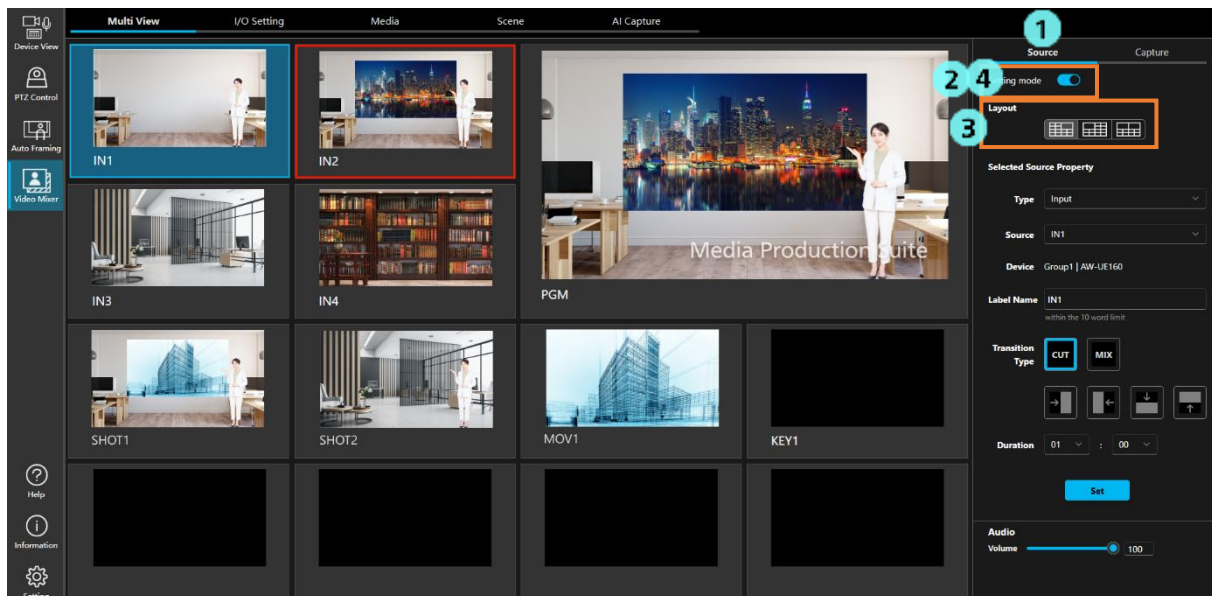 Multi View
I/O Setting
Media
Scene
AI Capture
1
Device View
PTZ Control
Auto Framing
Video Mixer
Help
Information
IN1
IN2
PGM
Media Production Suite
IN3
IN4
SHOT1
SHOT2
MOV1
KEY1
Source
Capture
2 4
mode
Layout
3
Selected Source Property
Type Input
Source IN1
Device Group1 | AW-UE160
Label Name IN1
within the 10 word limit
Transition
Type
CUT
MIX
Duration 01 : 00
Set
Audio
Volume 100